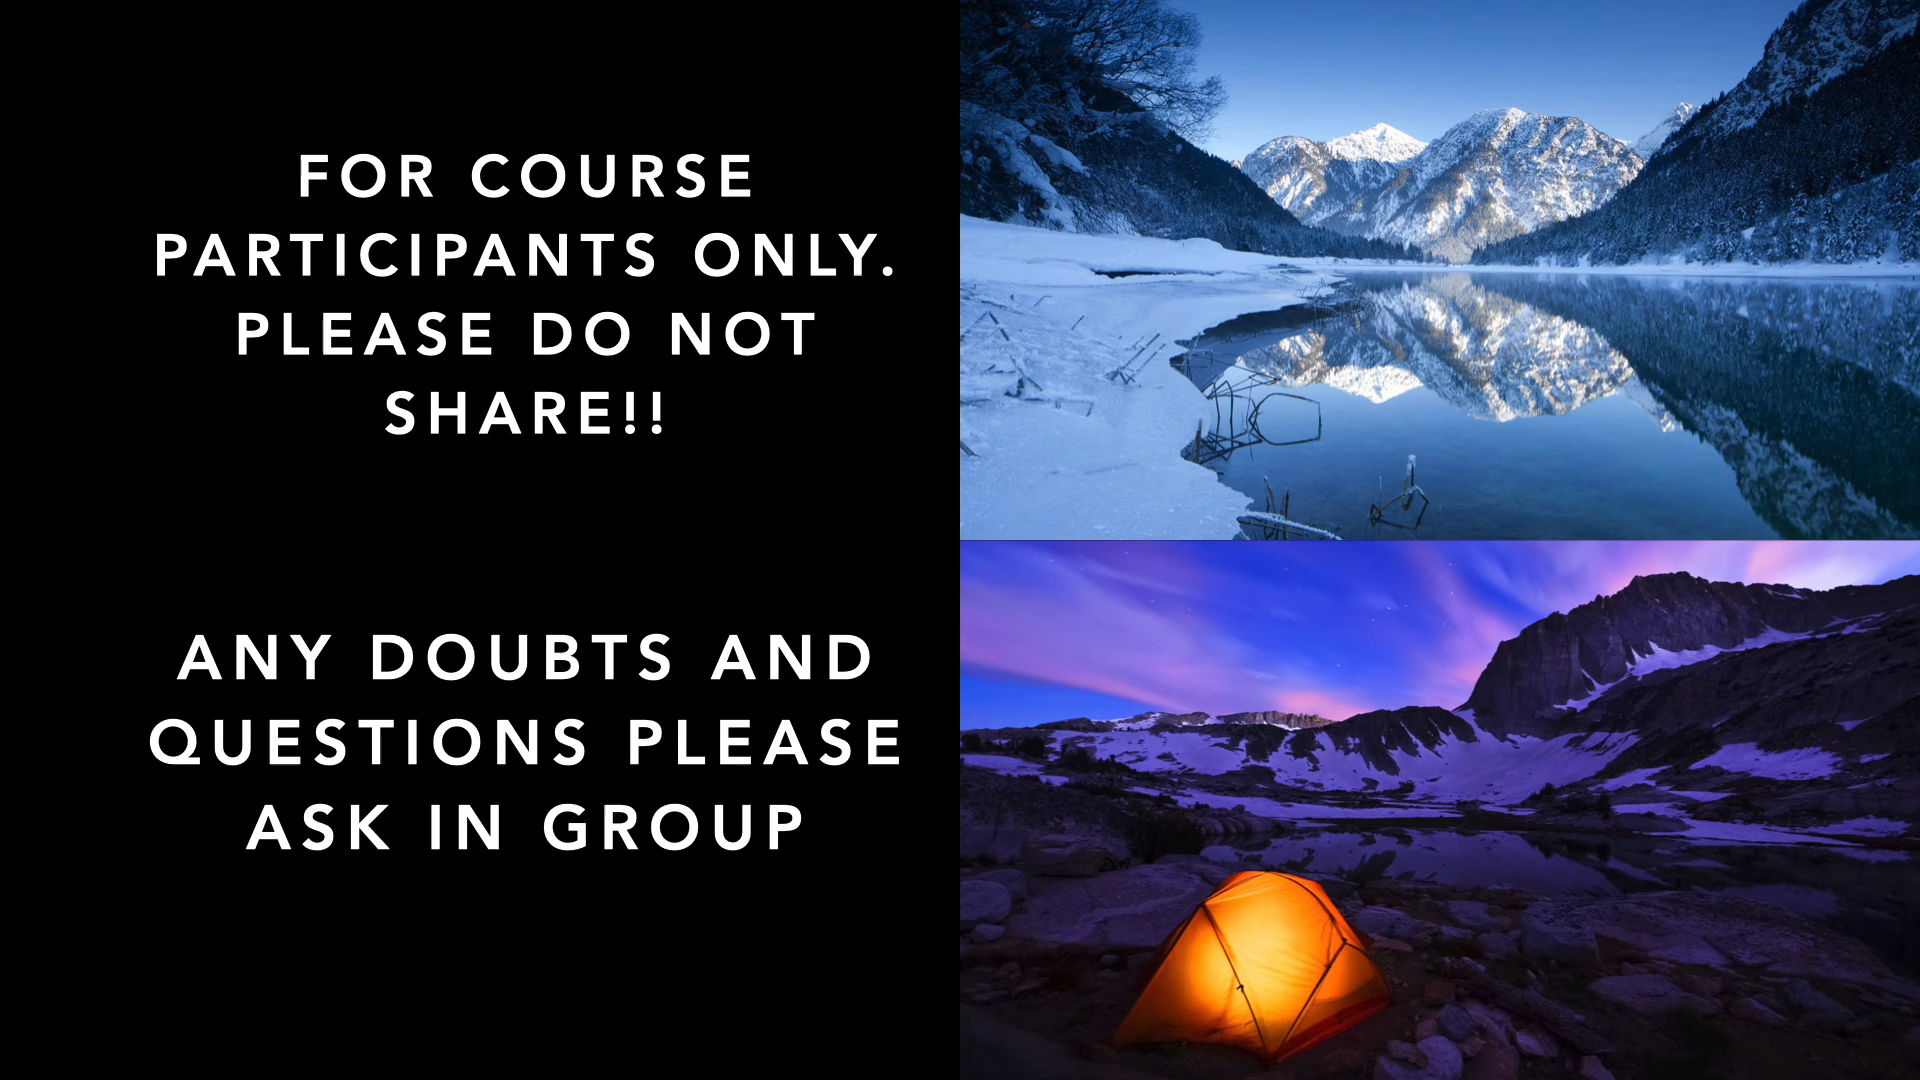 FOR COURSE
PARTICIPANTS ONLY.
PLEASE DO NOT
SHARE!!
ANY DOUBTS AND
QUESTIONS PLEASE
ASK IN GROUP